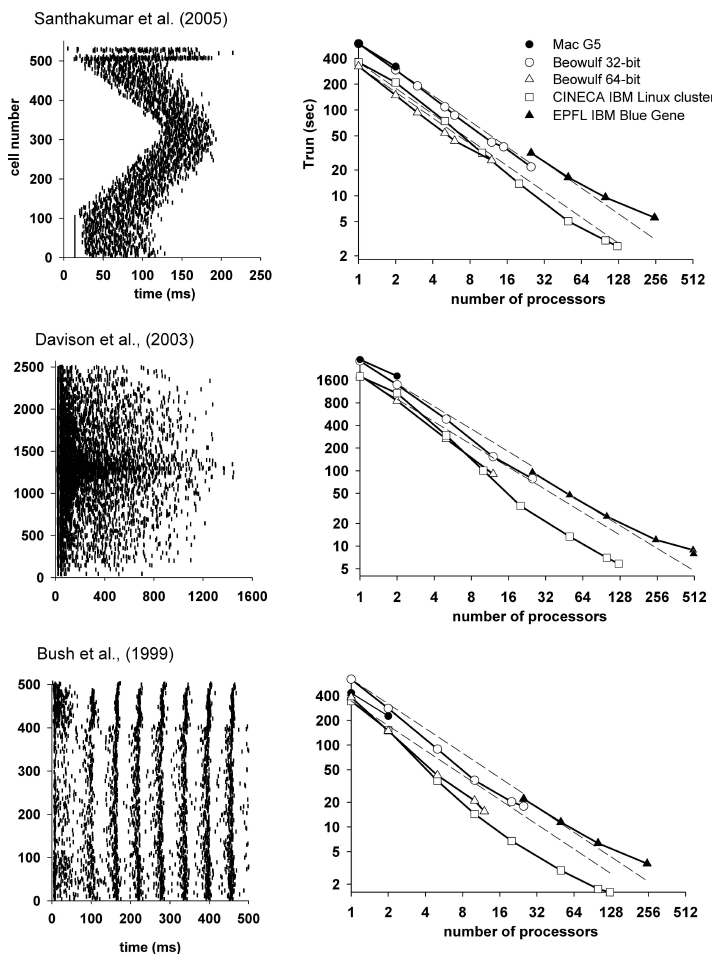 Santhakumar et al. (2005)
500
400
300
200
100
0
cell number
0 50 100 150 200 250
time (ms)
400
200
100
50
20
10
5
2
Trun (sec)
1 2 4 8 16 32 64 128 256 512
number of processors
Mac G5
Beowulf 32-bit
Beowulf 64-bit
CINECA IBM Linux cluster
EPFL IBM Blue Gene
Davison et al., (2003)
2500
2000
1500
1000
500
0
0 400 800 1200 1600
1600
800
400
200
100
50
20
10
5
1 2 4 8 16 32 64 128 256 512
number of processors
Bush et al., (1999)
500
400
300
200
100
0
0 100 200 300 400 500
time (ms)
400
200
100
50
20
10
5
2
1 2 4 8 16 32 64 128 256 512
number of processors